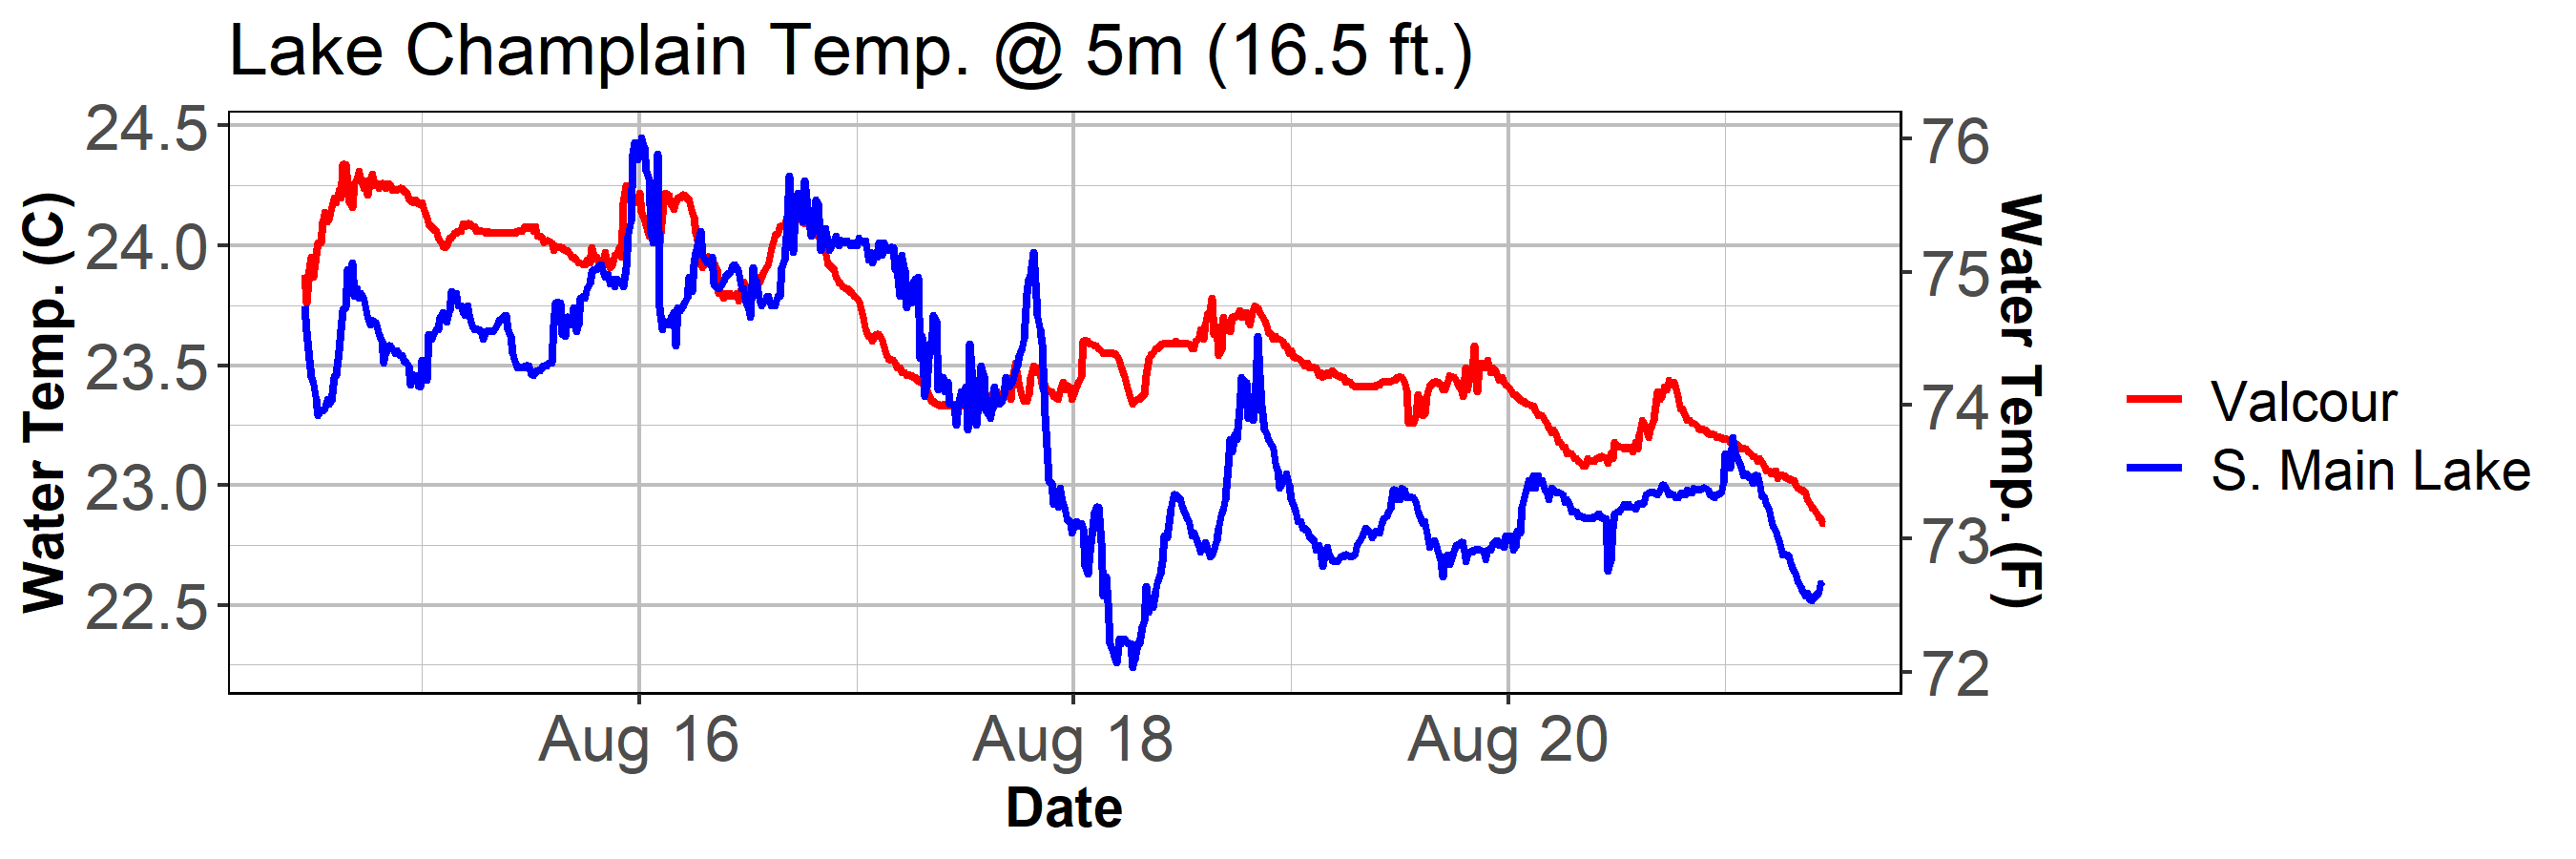 Lake Champlain Temp. @ 5m (16.5 ft.)
Water Temp. (C)
24.5
24.0
23.5
23.0
22.5
76
75
74
73
72
Water Temp. (F)
Aug 16
Aug 18
Aug 20
Date
Valcour
S. Main Lake